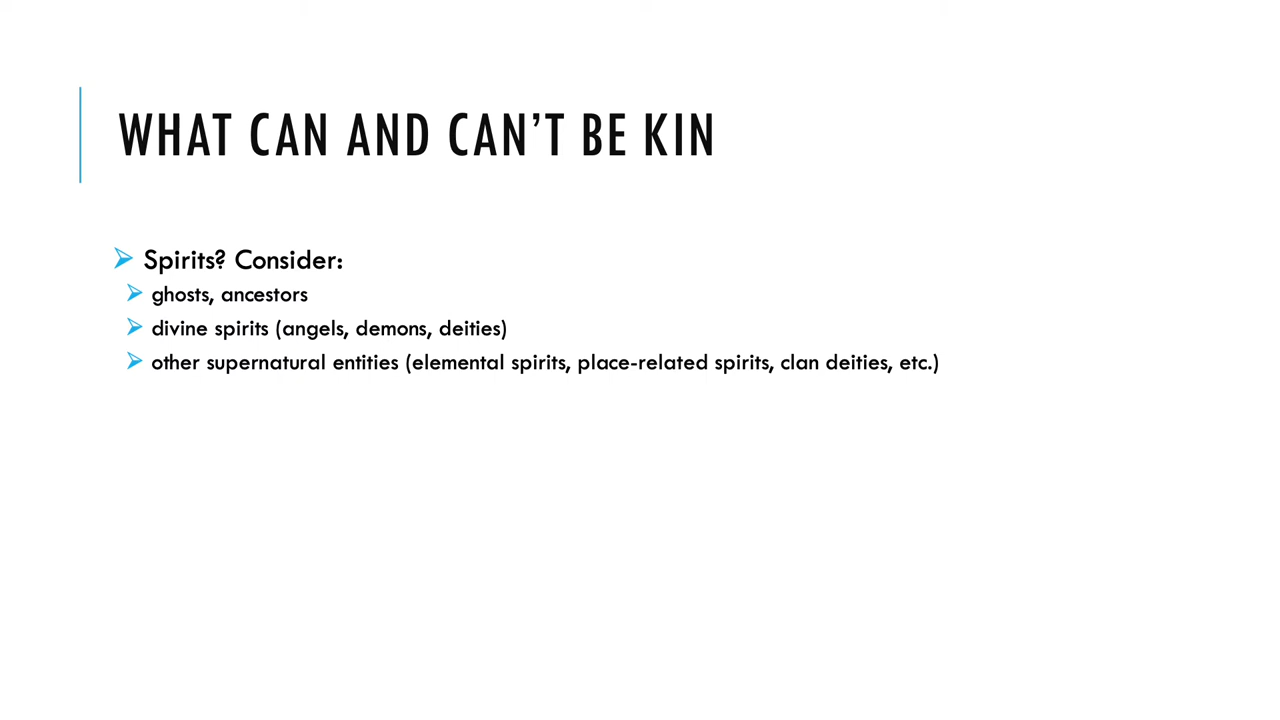 WHAT CAN AND CAN'T BE KIN
Spirits? Consider:
ghosts, ancestors
divine spirits (angels, demons, deities)
other supernatural entities (elemental spirits, place-related spirits, clan deities, etc.)